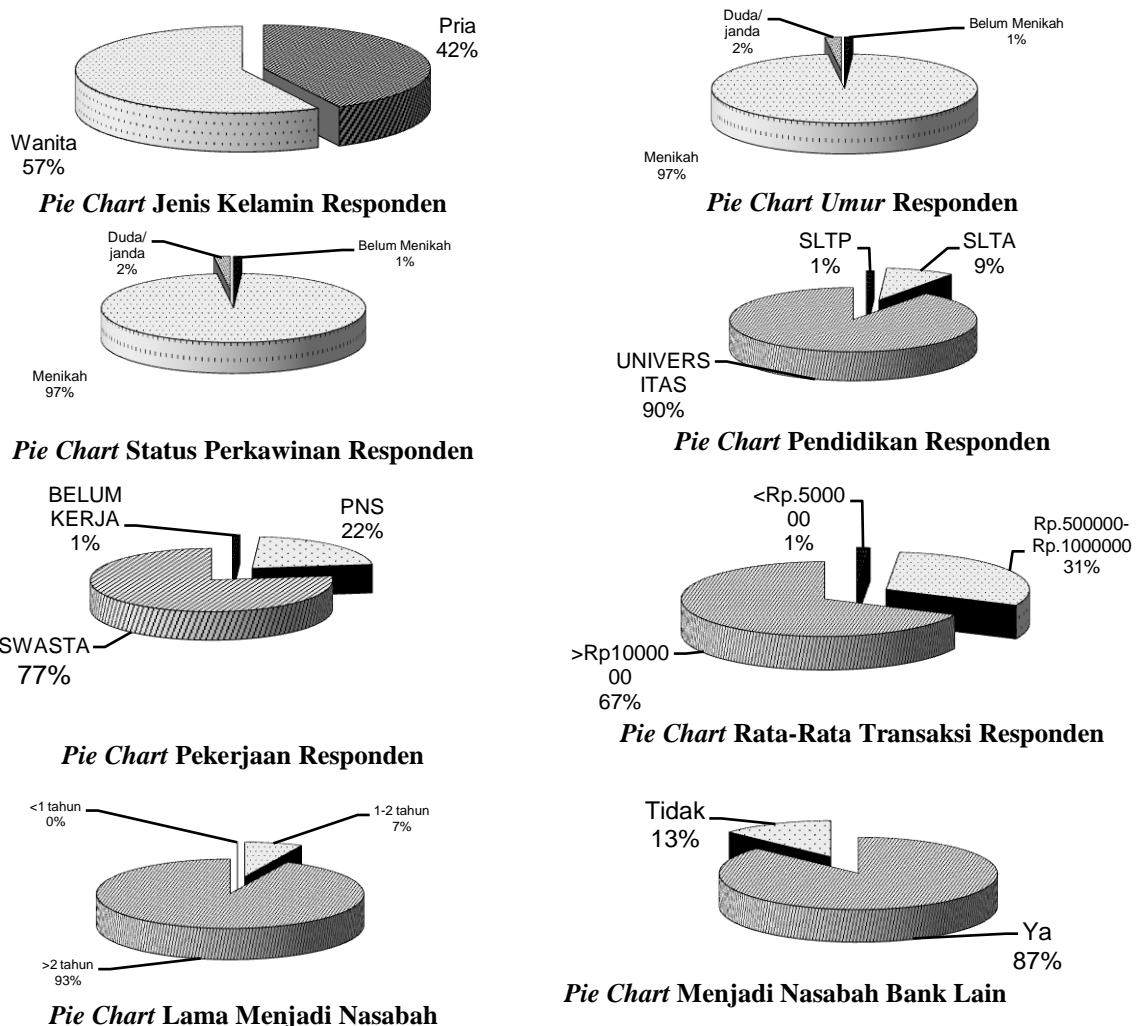 Pria
42%
Wanita
57%
Pie Chart Jenis Kelamin Responden
Duda/
janda
2%
Belum Menikah
1%
Menikah
97%
Pie Chart Umur Responden
Duda/
janda
2%
Belum Menikah
1%
Menikah
97%
Pie Chart Status Perkawinan Responden
SLTP
1%
SLTA
9%
UNIVERS
ITAS
90%
Pie Chart Pendidikan Responden
BELUM
KERJA
1%
PNS
22%
SWASTA
77%
Pie Chart Pekerjaan Responden
<Rp.5000
00
1%
Rp.500000-
Rp.1000000
31%
>Rp10000
00
67%
Pie Chart Rata-Rata Transaksi Responden
<1 tahun
0%
1-2 tahun
7%
>2 tahun
93%
Pie Chart Lama Menjadi Nasabah
Tidak
13%
Ya
87%
Pie Chart Menjadi Nasabah Bank Lain